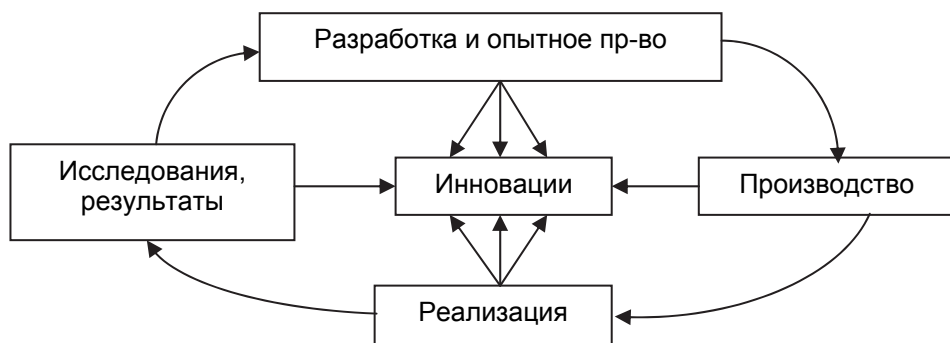 Разработка и опытное пр-во
Исследования,
результаты
Инновации
Производство
Реализация